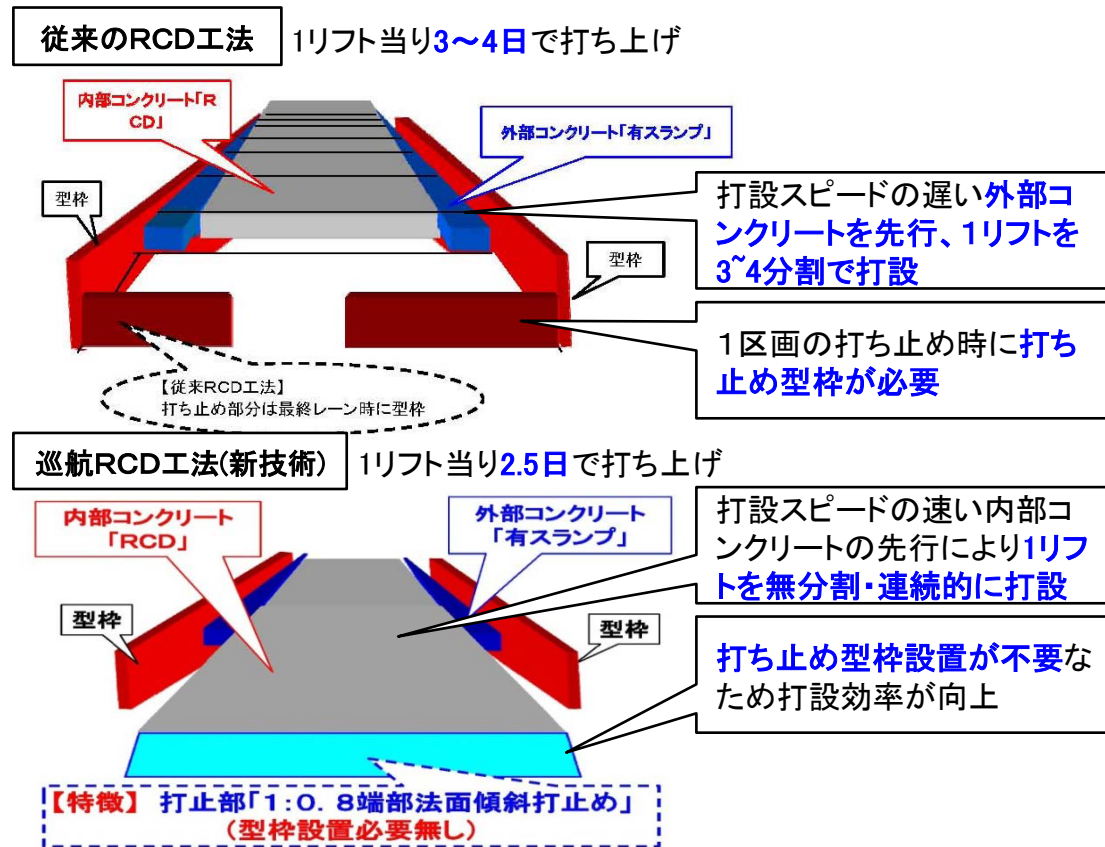 従来のRCD工法
1リフト当り3～4日で打ち上げ
内部コンクリート「R
CD」
外部コンクリート「有スランプ」
型枠
打設スピードの遅い外部コ
ンクリートを先行、1リフトを
3~4分割で打設
型枠
1区画の打ち止め時に打ち
止め型枠が必要
【従来RCD工法】
打ち止め部分は最終レーン時に型枠
巡航RCD工法(新技術)
1リフト当り2.5日で打ち上げ
内部コンクリート
「RCD」
外部コンクリート
「有スランプ」
打設スピードの速い内部コ
ンクリートの先行により1リフ
トを無分割・連続的に打設
型枠
型枠
打ち止め型枠設置が不要な
ため打設効率が向上
【特徴】 打止部「1:0.8端部法面傾斜打止め」
(型枠設置必要無し)